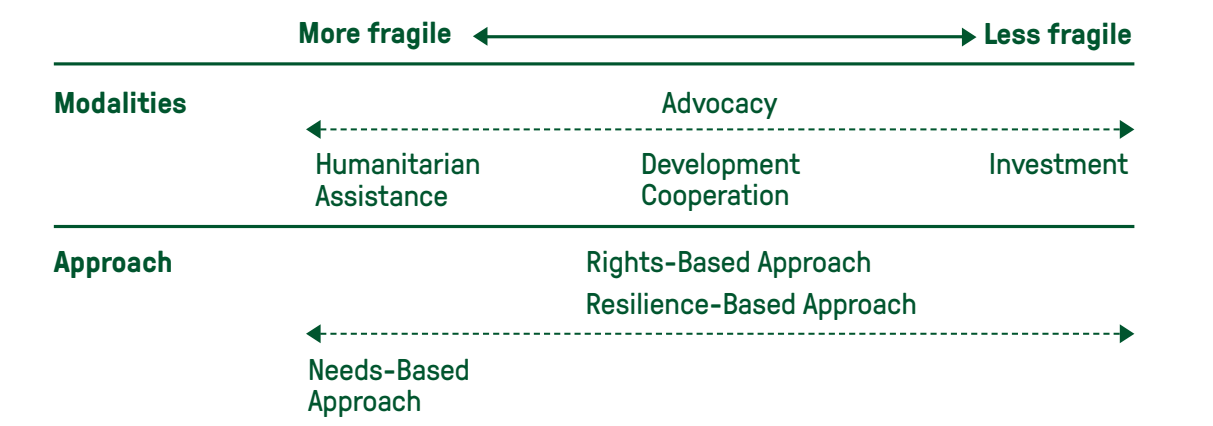 More fragile Less fragile
Modalities Advocacy
Humanitarian Development Investment
Assistance Cooperation
Approach Rights-Based Approach
Resilience-Based Approach
Needs-Based
Approach